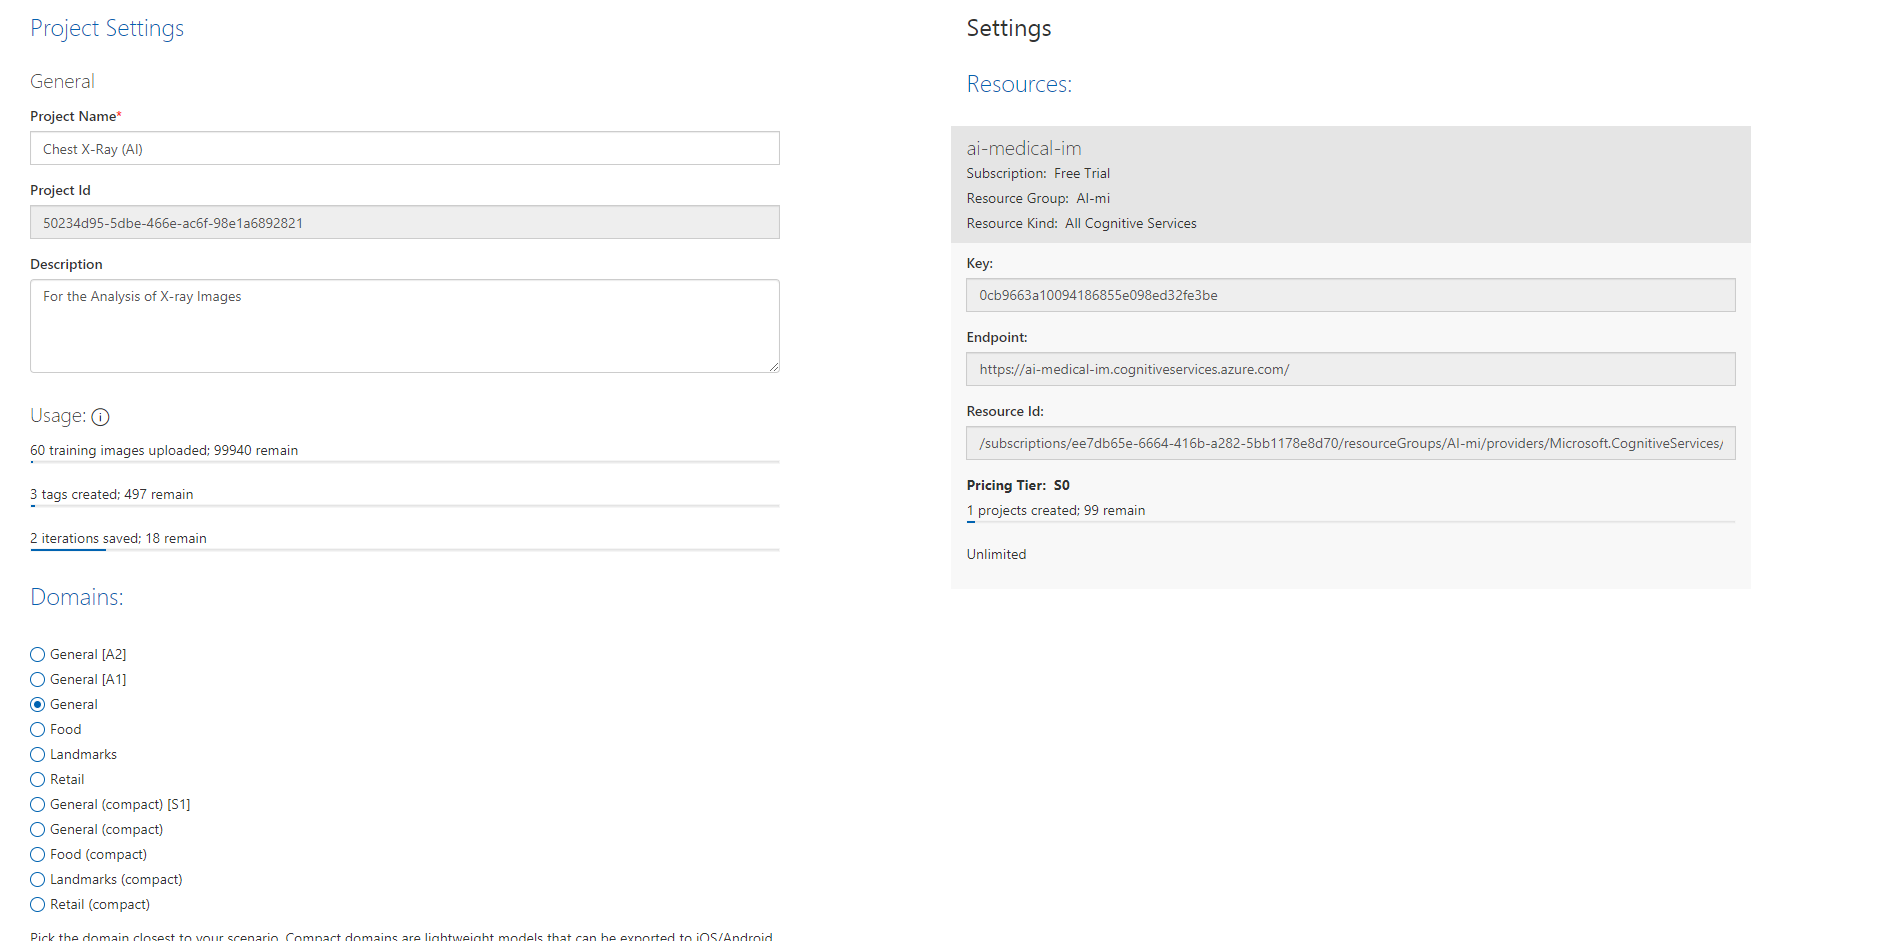 Project Settings
General
Project Name*
Chest X-Ray (AI)
Project Id
50234d95-5dbe-466e-ac6f-98e1a6892821
Description
For the Analysis of X-ray Images
Usage:
60 training images uploaded; 99940 remain
3 tags created; 497 remain
2 iterations saved; 18 remain
Domains:
General [A2]
General [A1]
General
Food
Landmarks
Retail
General (compact) [S1]
General (compact)
Food (compact)
Landmarks (compact)
Retail (compact)
Pick the domain closest to your scenario. Compact domains are lightweight models that can be exported to iOS/Android
Settings
Resources:
ai-medical-im
Subscription: Free Trial
Resource Group: AI-mi
Resource Kind: All Cognitive Services
Key:
0cb9663a10094186855e098ed32fe3be
Endpoint:
https://ai-medical-im.cognitiveservices.azure.com/
Resource Id:
/subscriptions/ee7db65e-6664-416b-a282-5bb1178e8d70/resourceGroups/AI-mi/providers/Microsoft.CognitiveServices/
Pricing Tier: S0
1 projects created; 99 remain
Unlimited